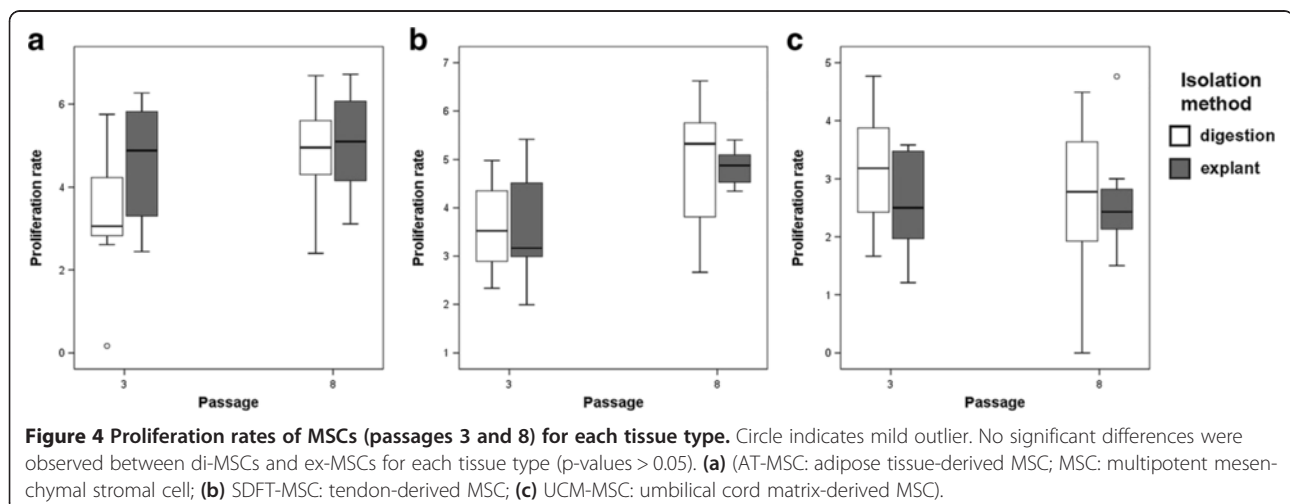 a
b
c
Proliferation rate
6
4
2
0
3
8
Passage
Proliferation rate
7
6
5
4
3
2
1
3
8
Passage
Proliferation rate
5
4
3
2
1
0
3
8
Passage
Isolation
method
digestion
explant
Figure 4 Proliferation rates of MSCs (passages 3 and 8) for each tissue type. Circle indicates mild outlier. No significant differences were
observed between di-MSCs and ex-MSCs for each tissue type (p-values > 0.05). (a) (AT-MSC: adipose tissue-derived MSC; MSC: multipotent mesen-
chymal stromal cell; (b) SDFT-MSC: tendon-derived MSC; (c) UCM-MSC: umbilical cord matrix-derived MSC).